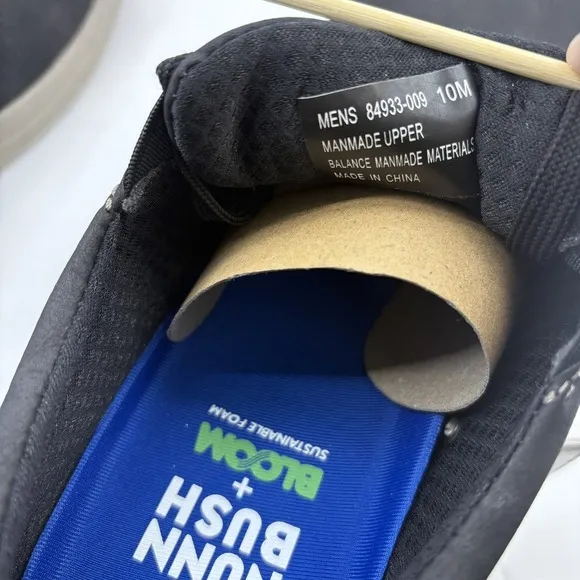 MENS 84933-009 10M
MANMADE UPPER
BALANCE MANMADE MATERIALS
MADE IN CHINA
NUNN
BUSH
+
BLOOM
SUSTAINABLE FOAM